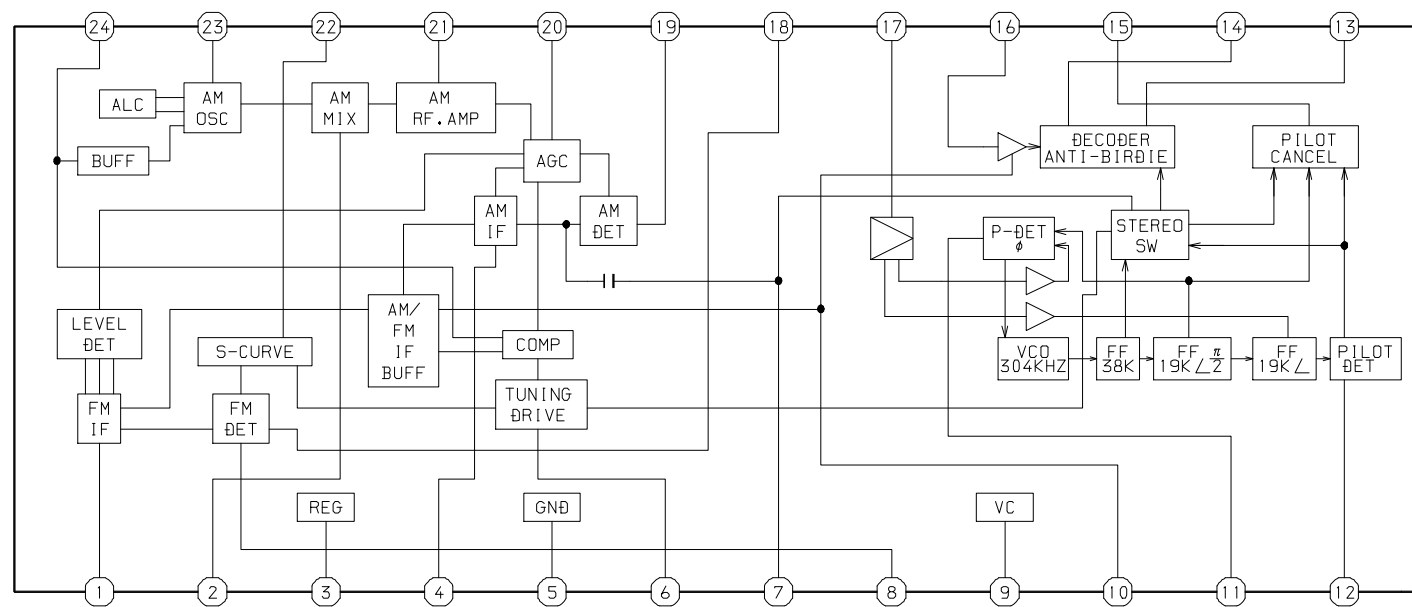 24 23 22 21 20 19 18 17 16 15 14 13
ALC
AM
OSC
AM
MIX
AM
RF.AMP
BUFF
AGC
DECODER
ANTI-BIRDIE
PILOT
CANCEL
AM
IF
AM
DET
P-DET
φ
STEREO
SW
LEVEL
DET
AM/
FM
IF
BUFF
S-CURVE
COMP
VCO
304KHZ
FF
38K
FF
19K∠π/2
FF
19K∠
PILOT
DET
FM
IF
FM
DET
TUNING
DRIVE
REG
GND
VC
1 2 3 4 5 6 7 8 9 10 11 12